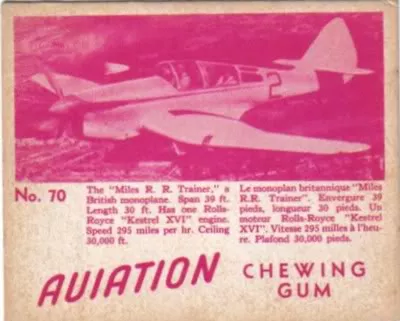 2
No. 70
The "Miles R. R. Trainer," a
British monoplane. Span 39 ft.
Length 30 ft. Has one Rolls-
Royce "Kestrel XVI" engine.
Speed 295 miles per hr. Ceiling
30,000 ft.
Le monoplan britannique "Miles
R.R. Trainer". Envergure 39
pieds, longueur 30 pieds. Un
moteur Rolls-Royce "Kestrel
XVI". Vitesse 295 milles à l'heu-
re. Plafond 30,000 pieds.
AVIATION CHEWING
GUM